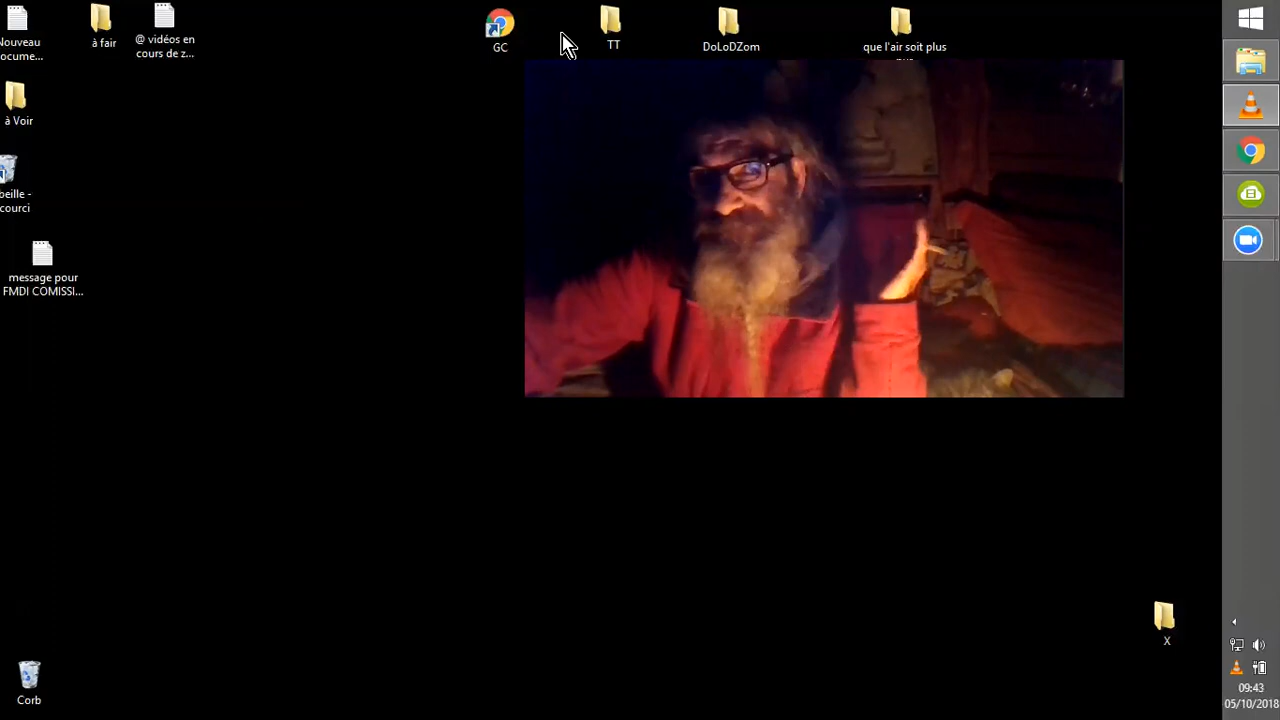 Nouveau
ocume...
à fair
@ vidéos en
cours de z...
GC
TT
DoLoDZom
que l'air soit plus
à Voir
beille -
courci
message pour
FMDI COMISSI...
X
Corb
09:43
05/10/2018